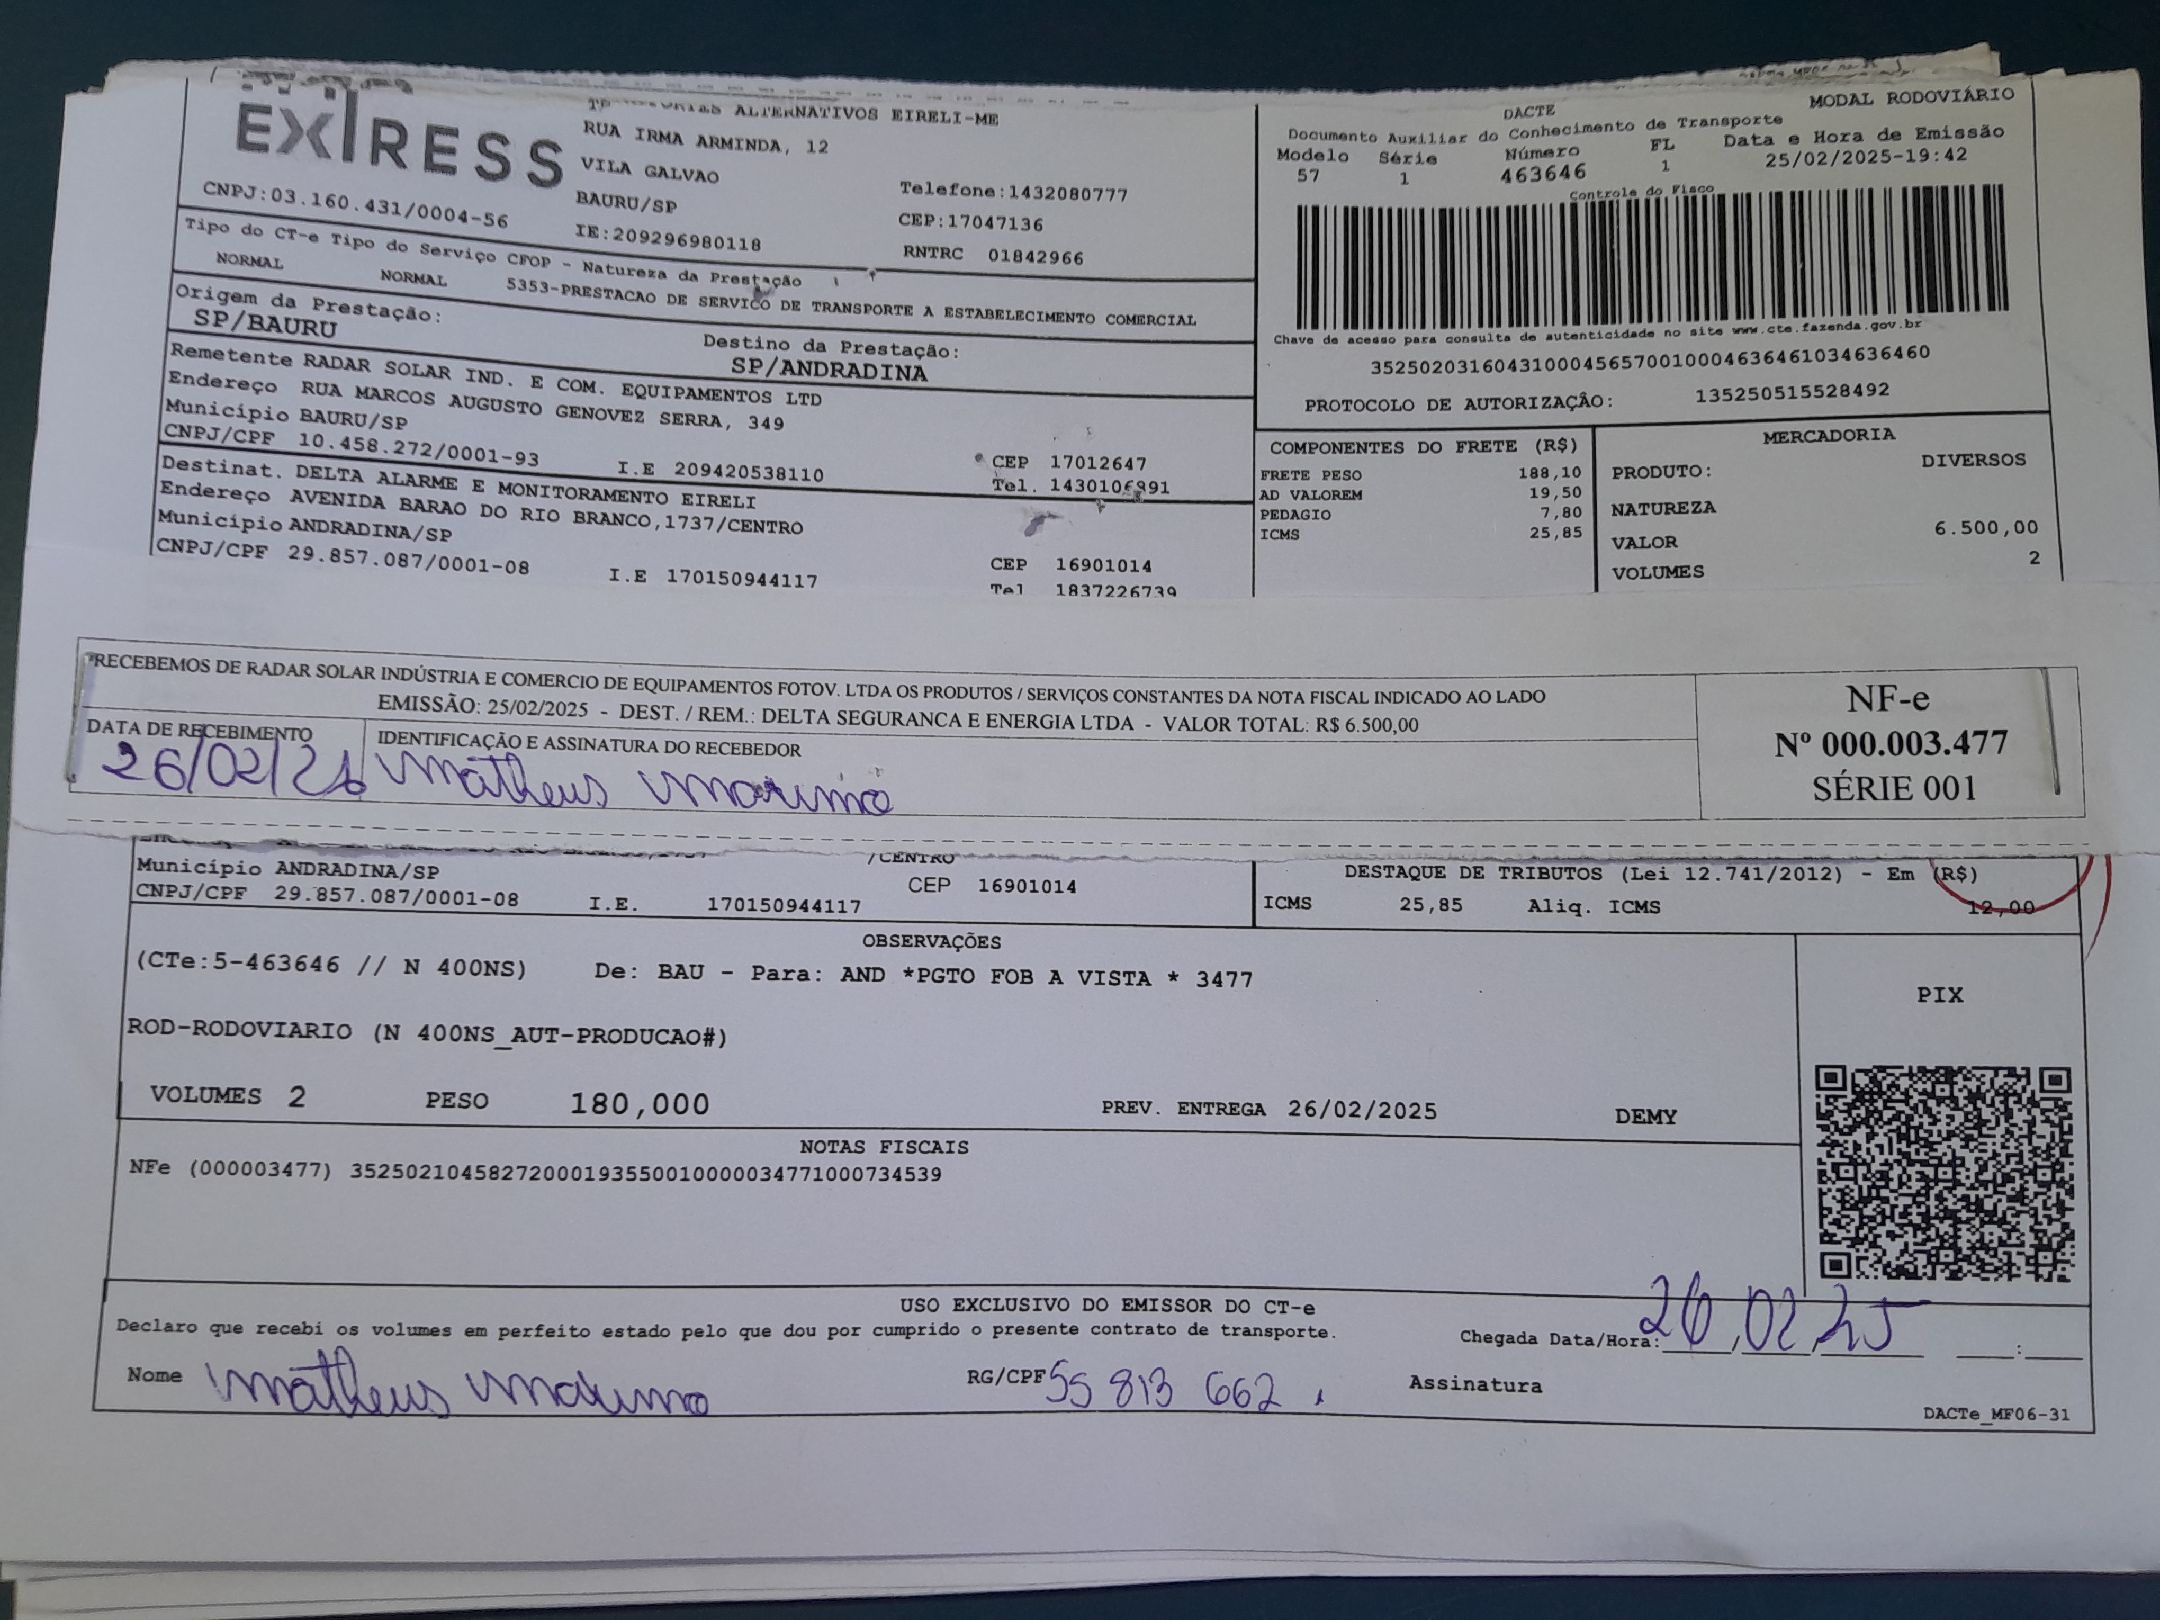 EXPRESS
ALTERNATIVOS EIRELI-ME
RUA IRMA ARMINDA, 12
VILA GALVAO
BAURU/SP
Telefone:1432080777
CNPJ:03.160.431/0004-56
CEP:17047136
IE:209296980118
RNTRC 01842966
DACTE
MODAL RODOVIÁRIO
Documento Auxiliar do Conhecimento de Transporte
Modelo Série Número FL Data e Hora de Emissão
57 1 463646 1 25/02/2025-19:42
Controle do Fisco
Chave de acesso para consulta de autenticidade no site www.cte.fazenda.gov.br
35250203160431000456570010004636461034636460
PROTOCOLO DE AUTORIZAÇÃO: 135250515528492
Tipo do CT-e Tipo do Serviço CFOP - Natureza da Prestação
NORMAL NORMAL 5353-PRESTACAO DE SERVICO DE TRANSPORTE A ESTABELECIMENTO COMERCIAL
Origem da Prestação: Destino da Prestação:
SP/BAURU SP/ANDRADINA
Remetente RADAR SOLAR IND. E COM. EQUIPAMENTOS LTD
Endereço RUA MARCOS AUGUSTO GENOVEZ SERRA, 349
Município BAURU/SP CEP 17012647
CNPJ/CPF 10.458.272/0001-93 I.E 209420538110 Tel.
Destinat. DELTA ALARME E MONITORAMENTO EIRELI
Endereço AVENIDA BARAO DO RIO BRANCO,1737/CENTRO
Município ANDRADINA/SP CEP 16901014
CNPJ/CPF 29.857.087/0001-08 I.E 170150944117 Tel 1837226739
COMPONENTES DO FRETE (R$)
FRETE PESO 188,10
AD VALOREM 19,50
PEDAGIO 7,80
ICMS 25,85
MERCADORIA
PRODUTO: DIVERSOS
NATUREZA
VALOR 6.500,00
VOLUMES 2
RECEBEMOS DE RADAR SOLAR INDÚSTRIA E COMERCIO DE EQUIPAMENTOS FOTOV. LTDA OS PRODUTOS / SERVIÇOS CONSTANTES DA NOTA FISCAL INDICADO AO LADO
EMISSÃO: 25/02/2025 - DEST. / REM.: DELTA SEGURANCA E ENERGIA LTDA - VALOR TOTAL: R$ 6.500,00
DATA DE RECEBIMENTO IDENTIFICAÇÃO E ASSINATURA DO RECEBEDOR
26/02/ Matheus
NF-e
Nº 000.003.477
SÉRIE 001
/CENTRO
Município ANDRADINA/SP CEP 16901014
CNPJ/CPF 29.857.087/0001-08 I.E. 170150944117
DESTAQUE DE TRIBUTOS (Lei 12.741/2012) - Em (R$)
ICMS 25,85 Aliq. ICMS 12,00
OBSERVAÇÕES
(CTe:5-463646 // N 400NS) De: BAU - Para: AND *PGTO FOB A VISTA * 3477
PIX
ROD-RODOVIARIO (N 400NS_AUT-PRODUCAO#)
VOLUMES 2 PESO 180,000 PREV. ENTREGA 26/02/2025 DEMY
NOTAS FISCAIS
NFe (000003477) 35250210458272000193550010000034771000734539
USO EXCLUSIVO DO EMISSOR DO CT-e
Declaro que recebi os volumes em perfeito estado pelo que dou por cumprido o presente contrato de transporte. Chegada Data/Hora: 26,02,25 :
Nome Matheus RG/CPF 55 813 662 Assinatura
DACTe_MF06-31